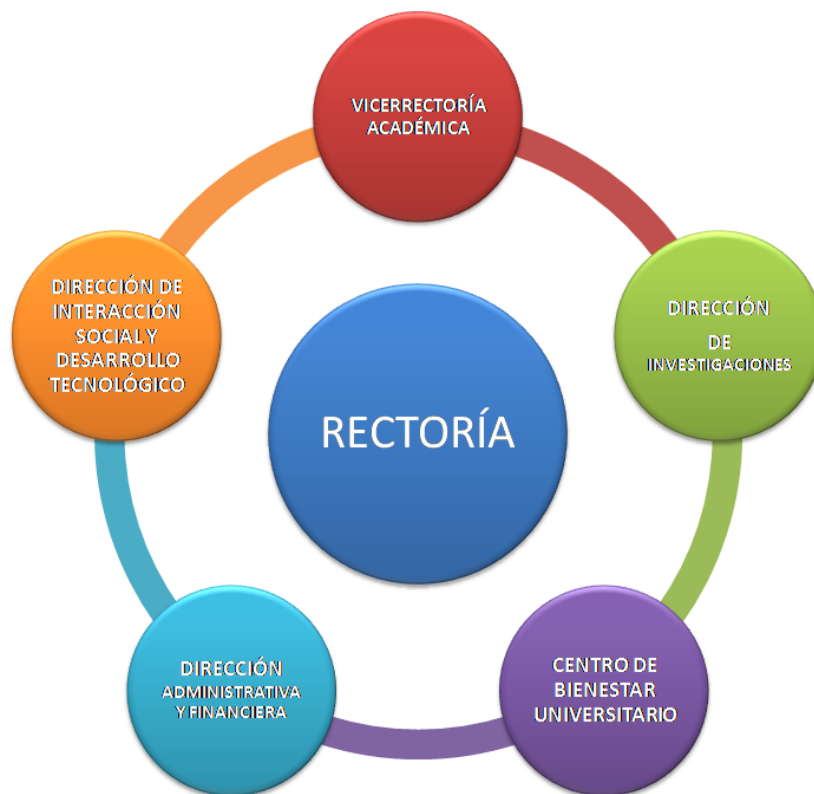 VICERRECTORÍA
ACADÉMICA
DIRECCIÓN DE
INTERACCIÓN
SOCIAL Y
DESARROLLO
TECNOLÓGICO
DIRECCIÓN
DE
INVESTIGACIONES
RECTORÍA
DIRECCIÓN
ADMINISTRATIVA
Y FINANCIERA
CENTRO DE
BIENESTAR
UNIVERSITARIO